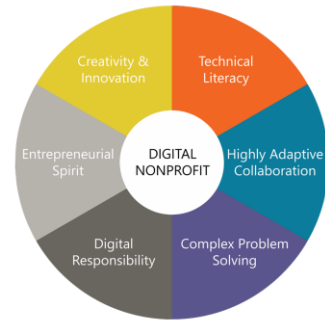 Creativity &
Innovation
Technical
Literacy
Entrepreneurial
Spirit
DIGITAL
NONPROFIT
Highly Adaptive
Collaboration
Digital
Responsibility
Complex Problem
Solving